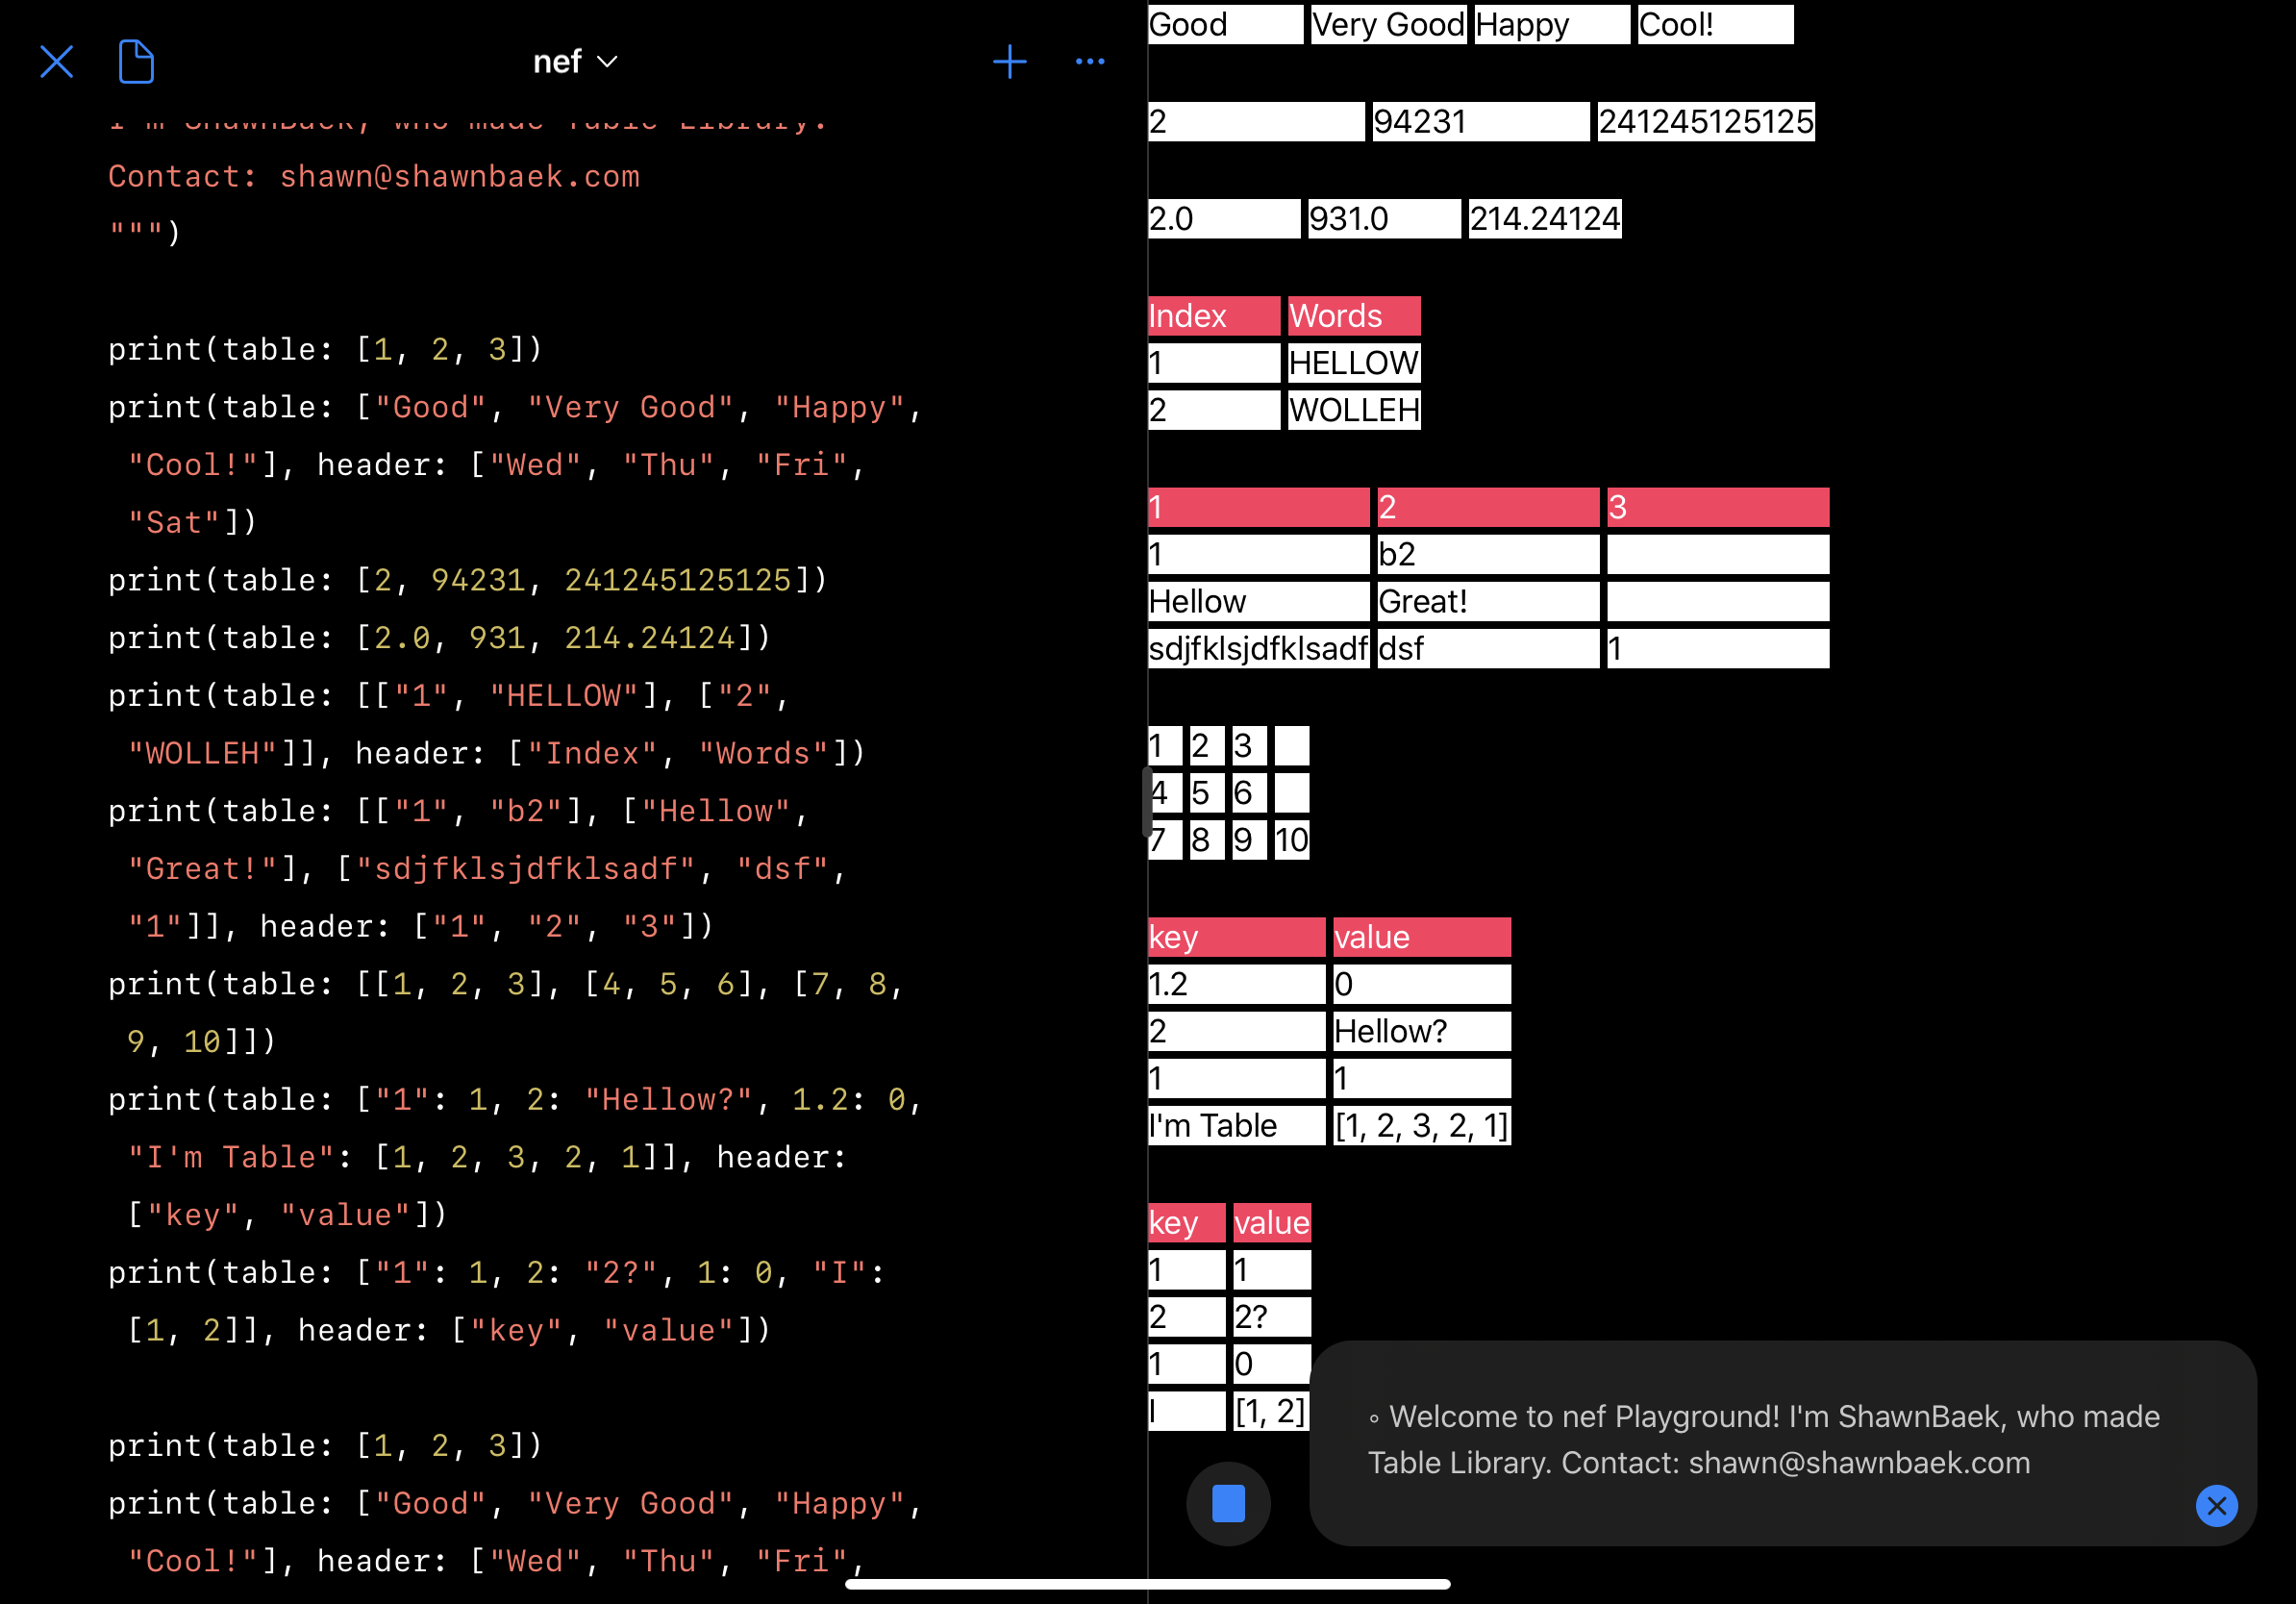 nef
I'm ShawnBaek, who made Table Library.
Contact: shawn@shawnbaek.com
""")
print(table: [1, 2, 3])
print(table: ["Good", "Very Good", "Happy",
"Cool!"], header: ["Wed", "Thu", "Fri",
"Sat"])
print(table: [2, 94231, 241245125125])
print(table: [2.0, 931, 214.24124])
print(table: [["1", "HELLOW"], ["2",
"WOLLEH"]], header: ["Index", "Words"])
print(table: [["1", "b2"], ["Hellow",
"Great!"], ["sdjfklsjdfklsadf", "dsf",
"1"]], header: ["1", "2", "3"])
print(table: [[1, 2, 3], [4, 5, 6], [7, 8,
9, 10]])
print(table: ["1": 1, 2: "Hellow?", 1.2: 0,
"I'm Table": [1, 2, 3, 2, 1]], header:
["key", "value"])
print(table: ["1": 1, 2: "2?", 1: 0, "I":
[1, 2]], header: ["key", "value"])
print(table: [1, 2, 3])
print(table: ["Good", "Very Good", "Happy",
"Cool!"], header: ["Wed", "Thu", "Fri",
Good Very Good Happy Cool!
2 94231 241245125125
2.0 931.0 214.24124
Index Words
1 HELLOW
2 WOLLEH
1 2 3
1 b2
Hellow Great!
sdjfklsjdfklsadf dsf 1
1 2 3
4 5 6
7 8 9 10
key value
1.2 0
2 Hellow?
1 1
I'm Table [1, 2, 3, 2, 1]
key value
1 1
2 2?
1 0
I [1, 2]
◦ Welcome to nef Playground! I'm ShawnBaek, who made
Table Library. Contact: shawn@shawnbaek.com